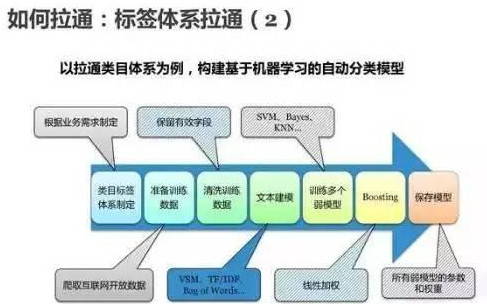 如何拉通：标签体系拉通（2）
以拉通类目体系为例，构建基于机器学习的自动分类模型
根据业务需求制定
保留有效字段
SVM、Bayes、
KNN...
类目标签
体系制定
准备训练
数据
清洗训练
数据
文本建模
训练多个
弱模型
Boosting
保存模型
爬取互联网开放数据
VSM、TF/IDF、
Bag of Words...
线性加权
所有弱模型的参数
和权重